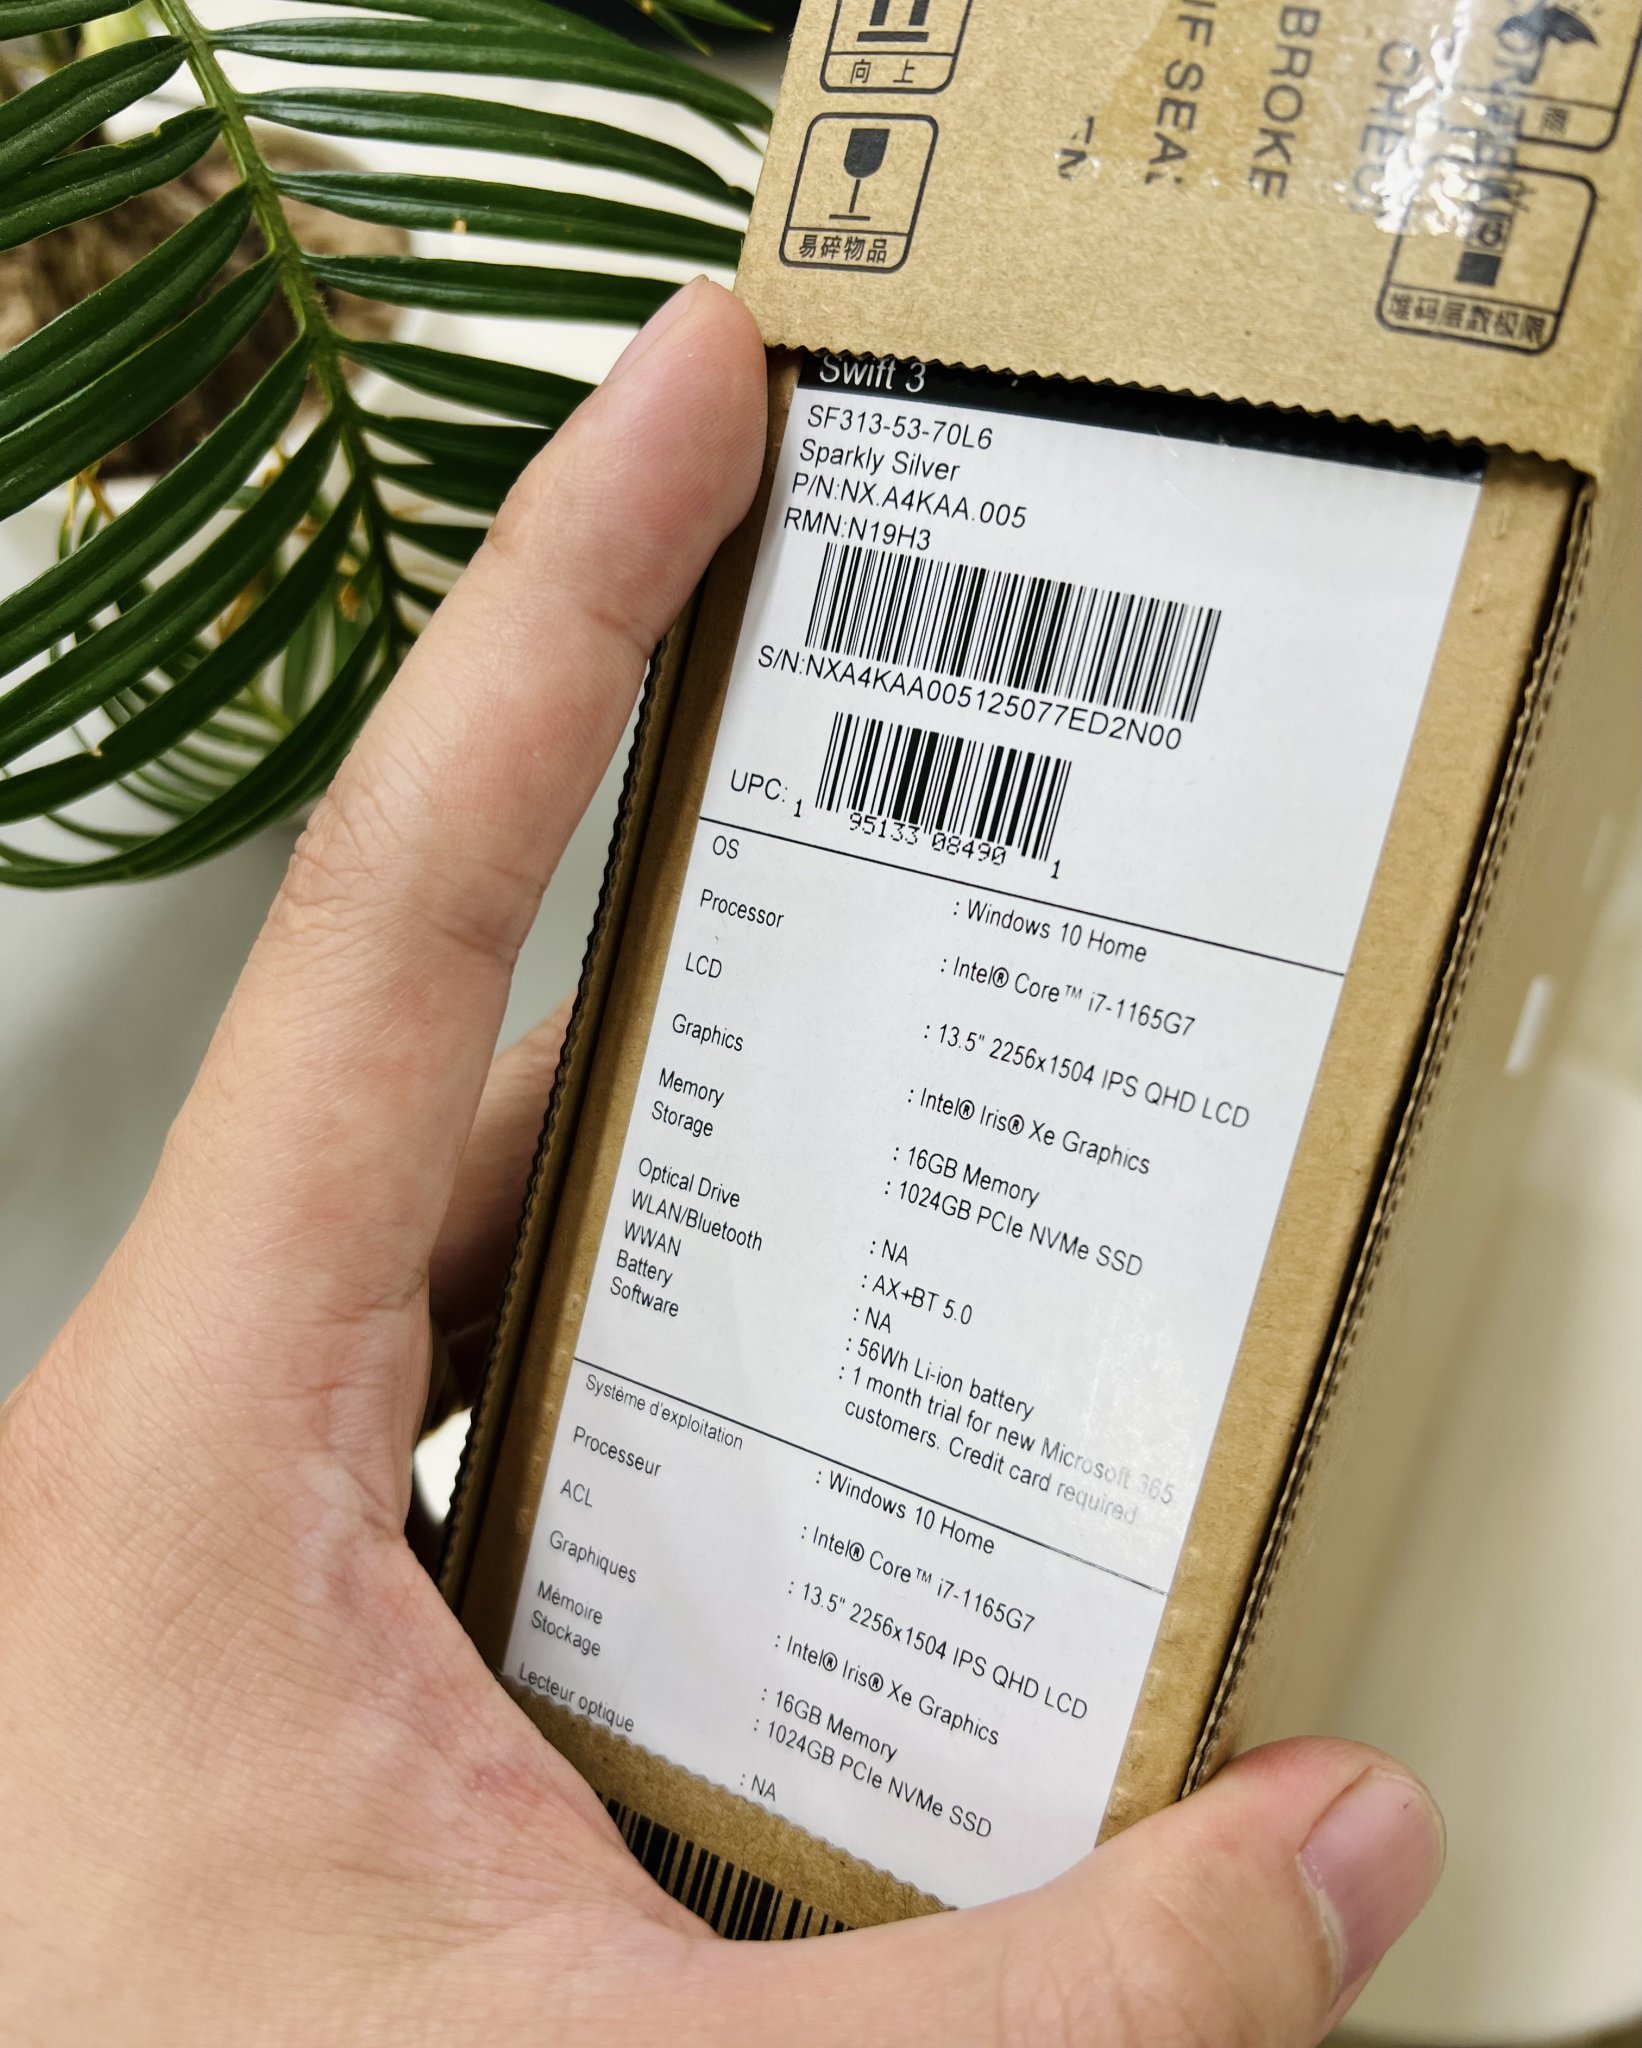 向上
易碎物品
IF SEA
BROKE
CHEC
堆码层数极限
Swift 3
SF313-53-70L6
Sparkly Silver
P/N:NX.A4KAA.005
RMN:N19H3
S/N:NXA4KAA005125077ED2N00
UPC: 1 95133 08490 1
OS : Windows 10 Home
Processor : Intel® Core™ i7-1165G7
LCD : 13.5" 2256x1504 IPS QHD LCD
Graphics : Intel® Iris® Xe Graphics
Memory : 16GB Memory
Storage : 1024GB PCIe NVMe SSD
Optical Drive : NA
WLAN/Bluetooth : AX+BT 5.0
WWAN : NA
Battery : 56Wh Li-ion battery
Software : 1 month trial for new Microsoft 365
customers. Credit card required
Système d'exploitation : Windows 10 Home
Processeur : Intel® Core™ i7-1165G7
ACL : 13.5" 2256x1504 IPS QHD LCD
Graphiques : Intel® Iris® Xe Graphics
Mémoire : 16GB Memory
Stockage : 1024GB PCIe NVMe SSD
Lecteur optique : NA